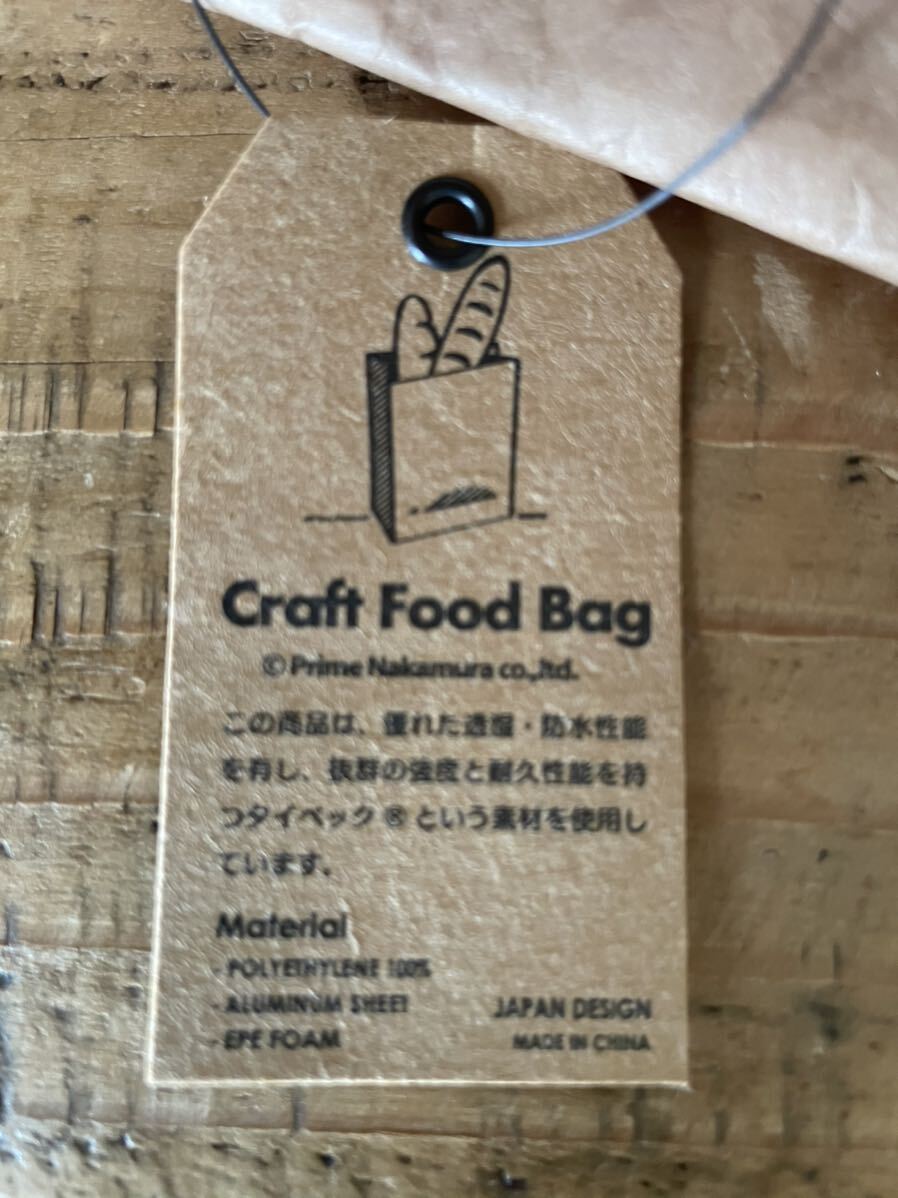 Craft Food Bag
© Prime Nakamura co.,ltd.
この商品は、優れた透湿・防水性能
を有し、抜群の強度と耐久性能を持
つタイベック®という素材を使用し
ています。
Material
- POLYETHYLENE 100%
- ALUMINUM SHEET
- EPE FOAM
JAPAN DESIGN
MADE IN CHINA